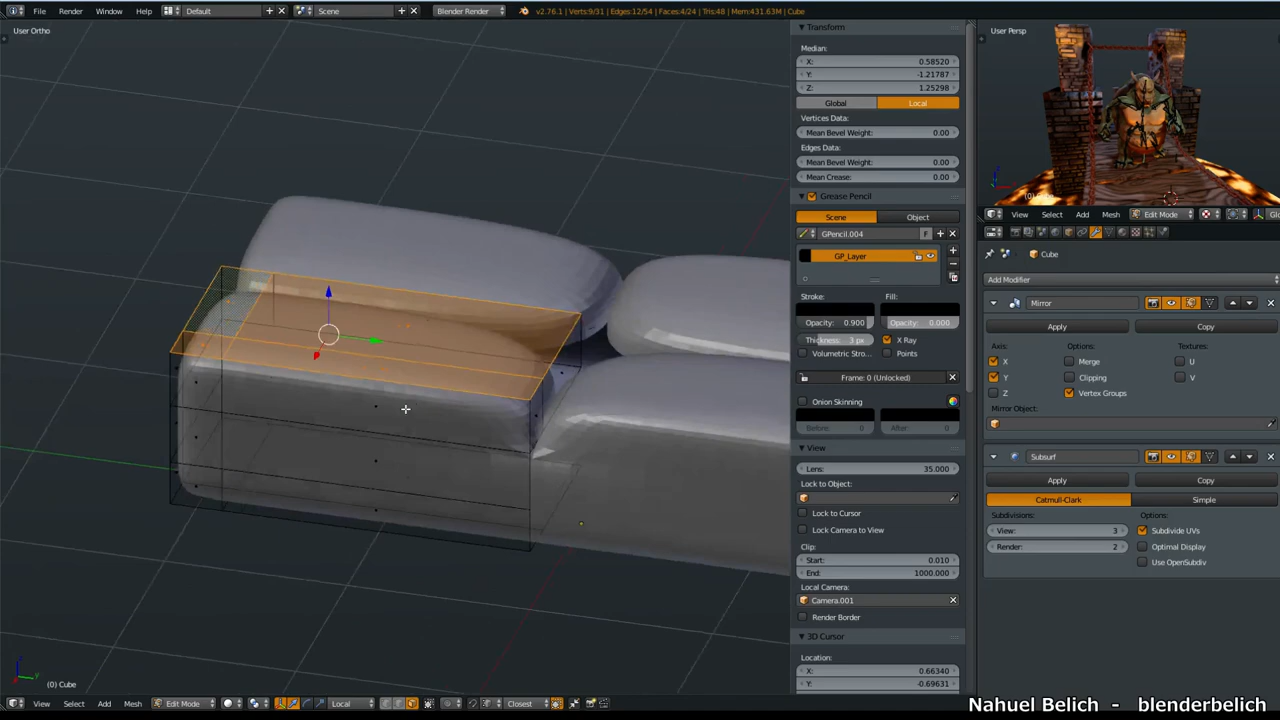 File Render Window Help Default Scene Blender Render v2.76.1 | Verts:9/31 | Edges:12/54 | Faces:4/24 | Tris:48 | Mem:431.63M | Cube
User Ortho
Transform
Median:
X: 0.58520
Y: -1.21787
Z: 1.25298
Global Local
Vertices Data:
Mean Bevel Weight: 0.00
Edges Data:
Mean Bevel Weight: 0.00
Mean Crease: 0.00
Grease Pencil
Scene Object
GPencil.004 F
GP_Layer
Stroke: Fill:
Opacity: 0.900 Opacity: 0.000
Thickness: 3 px X Ray
Volumetric Stro... Points
Frame: 0 (Unlocked)
Onion Skinning
Before: 0 After: 0
View
Lens: 35.000
Lock to Object:
Lock to Cursor
Lock Camera to View
Clip:
Start: 0.010
End: 1000.000
Local Camera:
Camera.001
Render Border
3D Cursor
Location:
X: 0.66340
Y: -0.69631
User Persp
View Select Add Mesh Edit Mode
Cube
Add Modifier
Mirror
Apply Copy
Axis: Options: Textures:
X Merge U
Y Clipping V
Z Vertex Groups
Mirror Object:
Subsurf
Apply Copy
Catmull-Clark Simple
Subdivisions: Options:
View: 3 Subdivide UVs
Render: 2 Optimal Display
Use OpenSubdiv
(0) Cube
View Select Add Mesh Edit Mode Local Closest
Nahuel Belich - blenderbelich